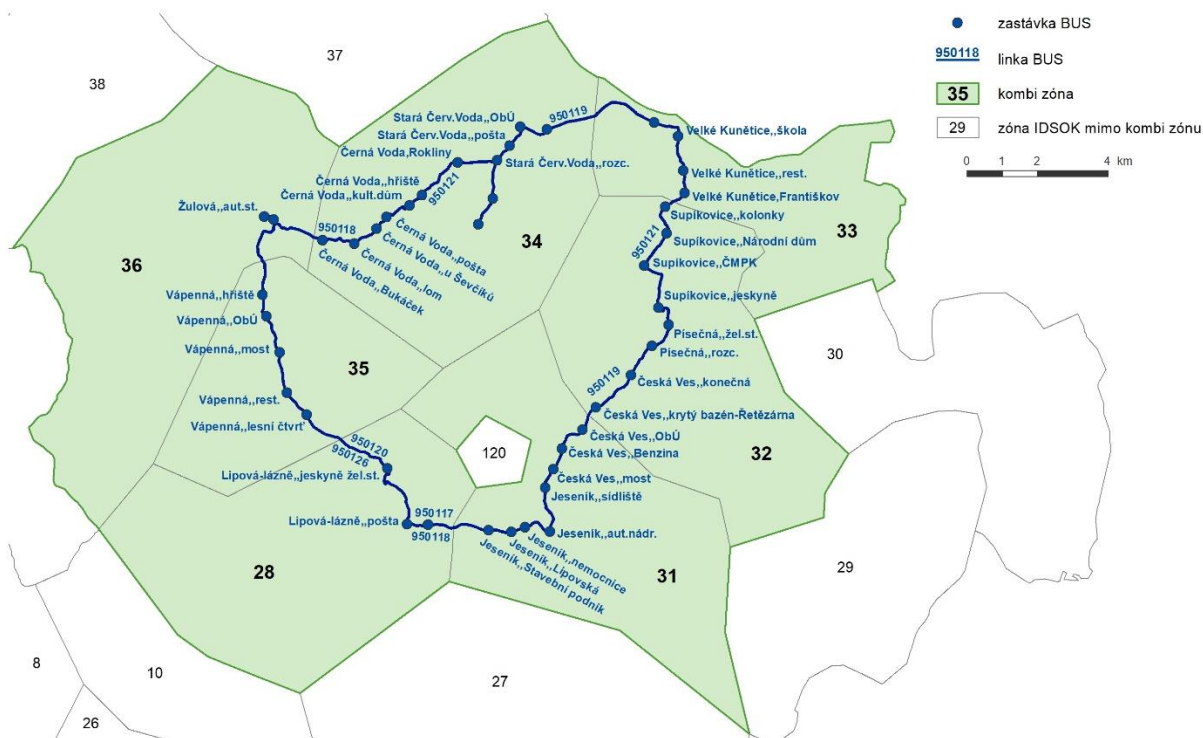 zastávka BUS
950118
linka BUS
35
kombi zóna
29
zóna IDSOK mimo kombi zónu
0 1 2 4 km
38
37
Stará Červ.Voda,,ObÚ
950119
Stará Červ.Voda,,pošta
Velké Kunětice,,škola
Černá Voda,Rokliny
Stará Červ.Voda,,rozc.
Velké Kunětice,,rest.
Černá Voda,,hřiště
950121
Velké Kunětice,Františkov
Černá Voda,,kult.dům
Supíkovice,,kolonky
Žulová,,aut.st.
33
950118
34
950121
Supíkovice,,Národní dům
Černá Voda,,pošta
Černá Voda,,u Ševčíků
Černá Voda,,lom
Černá Voda,,Bukáček
36
Supíkovice,,ČMPK
Vápenná,,hřiště
Supíkovice,,jeskyně
Vápenná,,ObÚ
Písečná,,žel.st.
Vápenná,,most
Písečná,,rozc.
30
35
950119
Česká Ves,,konečná
Vápenná,,rest.
Česká Ves,,krytý bazén-Řetězárna
Vápenná,,lesní čtvrť
Česká Ves,,ObÚ
950120
950126
120
Česká Ves,,Benzina
32
Lipová-lázně,,jeskyně žel.st.
Česká Ves,,most
Jeseník,,sídliště
950117
Lipová-lázně,,pošta
950118
Jeseník,,aut.nádr.
Jeseník,,nemocnice
Jeseník,,Lipovská
Jeseník,,Stavební podnik
28
31
29
8
10
27
26